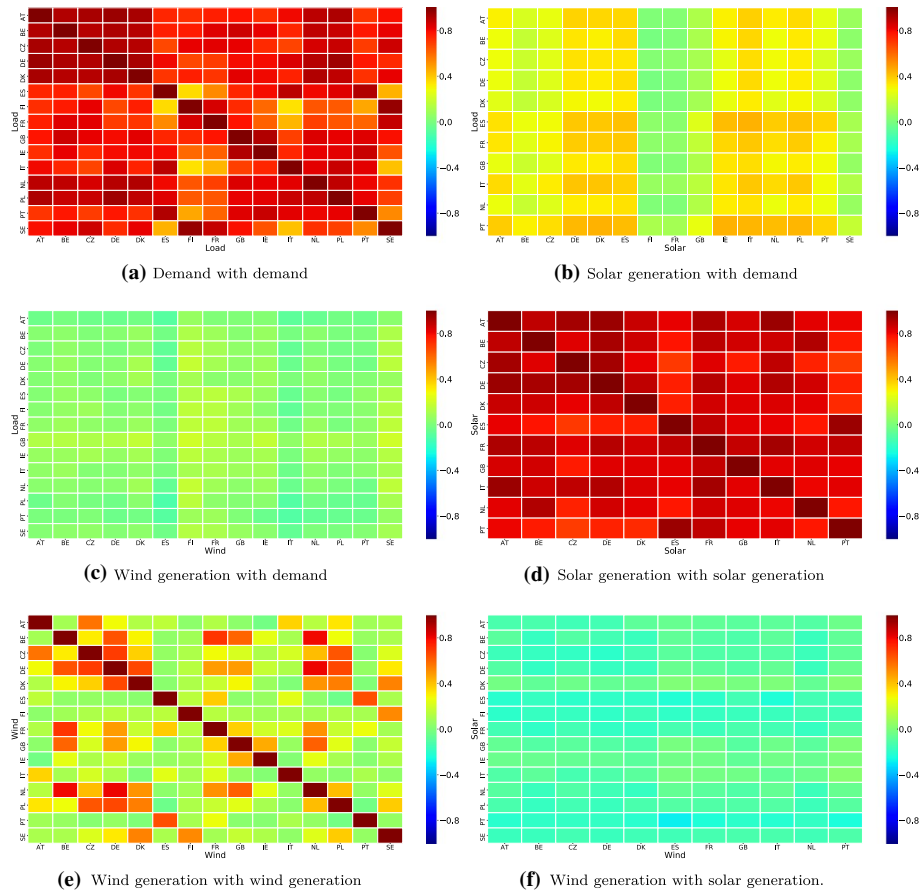 AT
BE
CZ
DE
DK
ES
FI
FR
GB
IE
IT
NL
PL
PT
SE
Load
AT BE CZ DE DK ES FI FR GB IE IT NL PL PT SE
Load
0.8
0.4
0.0
−0.4
−0.8
(a) Demand with demand
AT
BE
CZ
DE
DK
ES
FR
GB
IT
NL
PT
Load
AT BE CZ DE DK ES FI FR GB IE IT NL PL PT SE
Solar
0.8
0.4
0.0
−0.4
−0.8
(b) Solar generation with demand
AT
BE
CZ
DE
DK
ES
FI
FR
GB
IE
IT
NL
PL
PT
SE
Load
AT BE CZ DE DK ES FI FR GB IE IT NL PL PT SE
Wind
0.8
0.4
0.0
−0.4
−0.8
(c) Wind generation with demand
AT
BE
CZ
DE
DK
ES
FR
GB
IT
NL
PT
Solar
AT BE CZ DE DK ES FR GB IT NL PT
Solar
0.8
0.4
0.0
−0.4
−0.8
(d) Solar generation with solar generation
AT
BE
CZ
DE
DK
ES
FI
FR
GB
IE
IT
NL
PL
PT
SE
Wind
AT BE CZ DE DK ES FI FR GB IE IT NL PL PT SE
Wind
0.8
0.4
0.0
−0.4
−0.8
(e) Wind generation with wind generation
AT
BE
CZ
DE
DK
ES
FI
FR
GB
IE
IT
NL
PL
PT
SE
Solar
AT BE CZ DE DK ES FR GB IT NL PT
Wind
0.8
0.4
0.0
−0.4
−0.8
(f) Wind generation with solar generation.